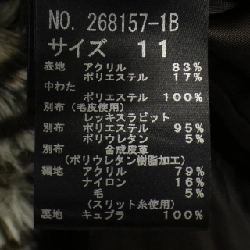 NO. 268157-1B
サイズ 11
表地 アクリル 83%
ポリエステル 17%
中わた
ポリエステル 100%
別布 (毛皮使用)
レッキスラビット
別布 ポリエステル 95%
ポリウレタン 5%
別布 合成皮革
(ポリウレタン樹脂加工)
別地 アクリル 79%
ナイロン 16%
毛 5%
(スリット糸使用)
裏地 キュプラ 100%